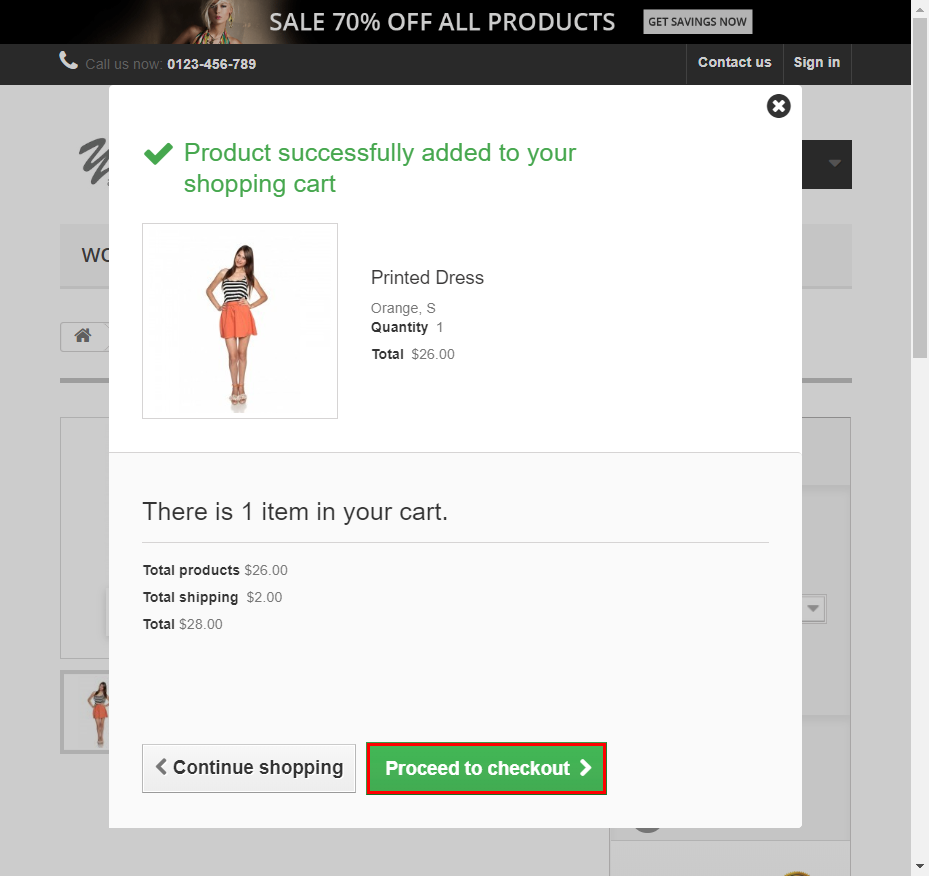 SALE 70% OFF ALL PRODUCTS GET SAVINGS NOW
Call us now: 0123-456-789 Contact us Sign in
Product successfully added to your
shopping cart
Printed Dress
Orange, S
Quantity 1
Total $26.00
There is 1 item in your cart.
Total products $26.00
Total shipping $2.00
Total $28.00
Continue shopping Proceed to checkout